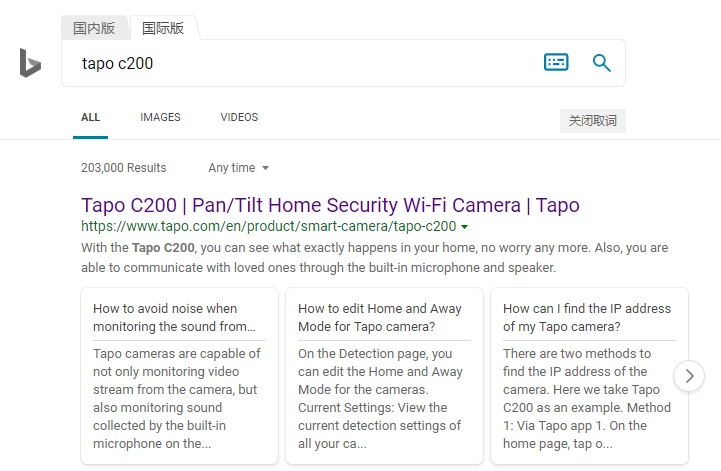 国内版 国际版
tapo c200
ALL IMAGES VIDEOS 关闭取词
203,000 Results Any time
Tapo C200 | Pan/Tilt Home Security Wi-Fi Camera | Tapo
https://www.tapo.com/en/product/smart-camera/tapo-c200
With the Tapo C200, you can see what exactly happens in your home, no worry any more. Also, you are
able to communicate with loved ones through the built-in microphone and speaker.
How to avoid noise when
monitoring the sound from...
Tapo cameras are capable of
not only monitoring video
stream from the camera, but
also monitoring sound
collected by the built-in
microphone on the...
How to edit Home and Away
Mode for Tapo camera?
On the Detection page, you
can edit the Home and Away
Mode for the cameras.
Current Settings: View the
current detection settings of
all your ca...
How can I find the IP address
of my Tapo camera?
There are two methods to
find the IP address of the
camera. Here we take Tapo
C200 as an example. Method
1: Via Tapo app 1. On the
home page, tap o...